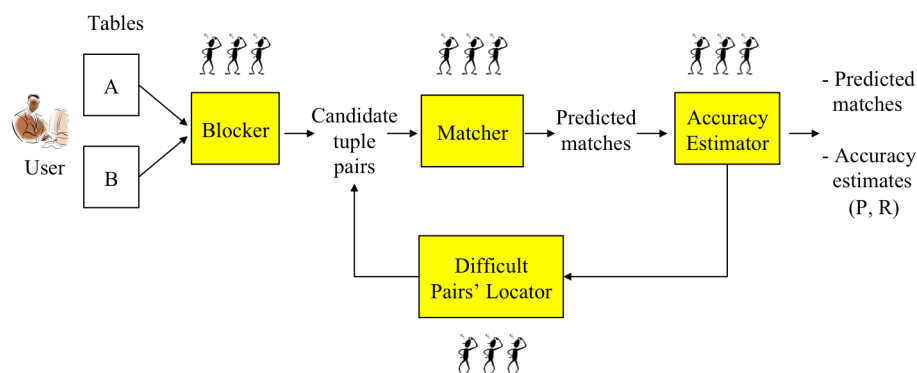 Tables
A
B
User
Blocker
Candidate
tuple
pairs
Matcher
Predicted
matches
Accuracy
Estimator
- Predicted
matches
- Accuracy
estimates
(P, R)
Difficult
Pairs’ Locator